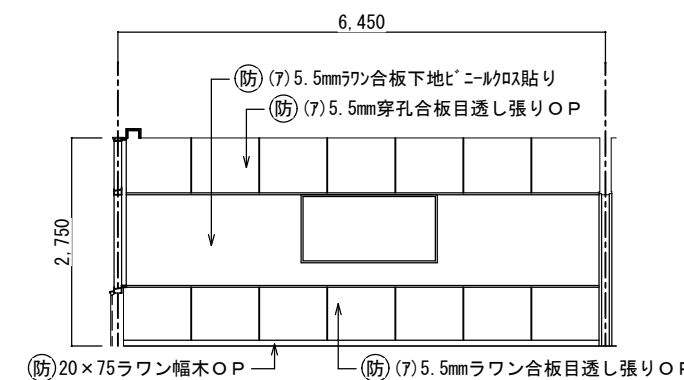 6,450
㊙防 (ｱ)5.5mmﾗﾜﾝ合板下地ﾋﾞﾆｰﾙｸﾛｽ貼り
防 (ｱ)5.5mm穿孔合板目透し張りＯＰ
2,750
防 20×75ラワン幅木ＯＰ
防 (ｱ)5.5mmラワン合板目透し張りＯＰ